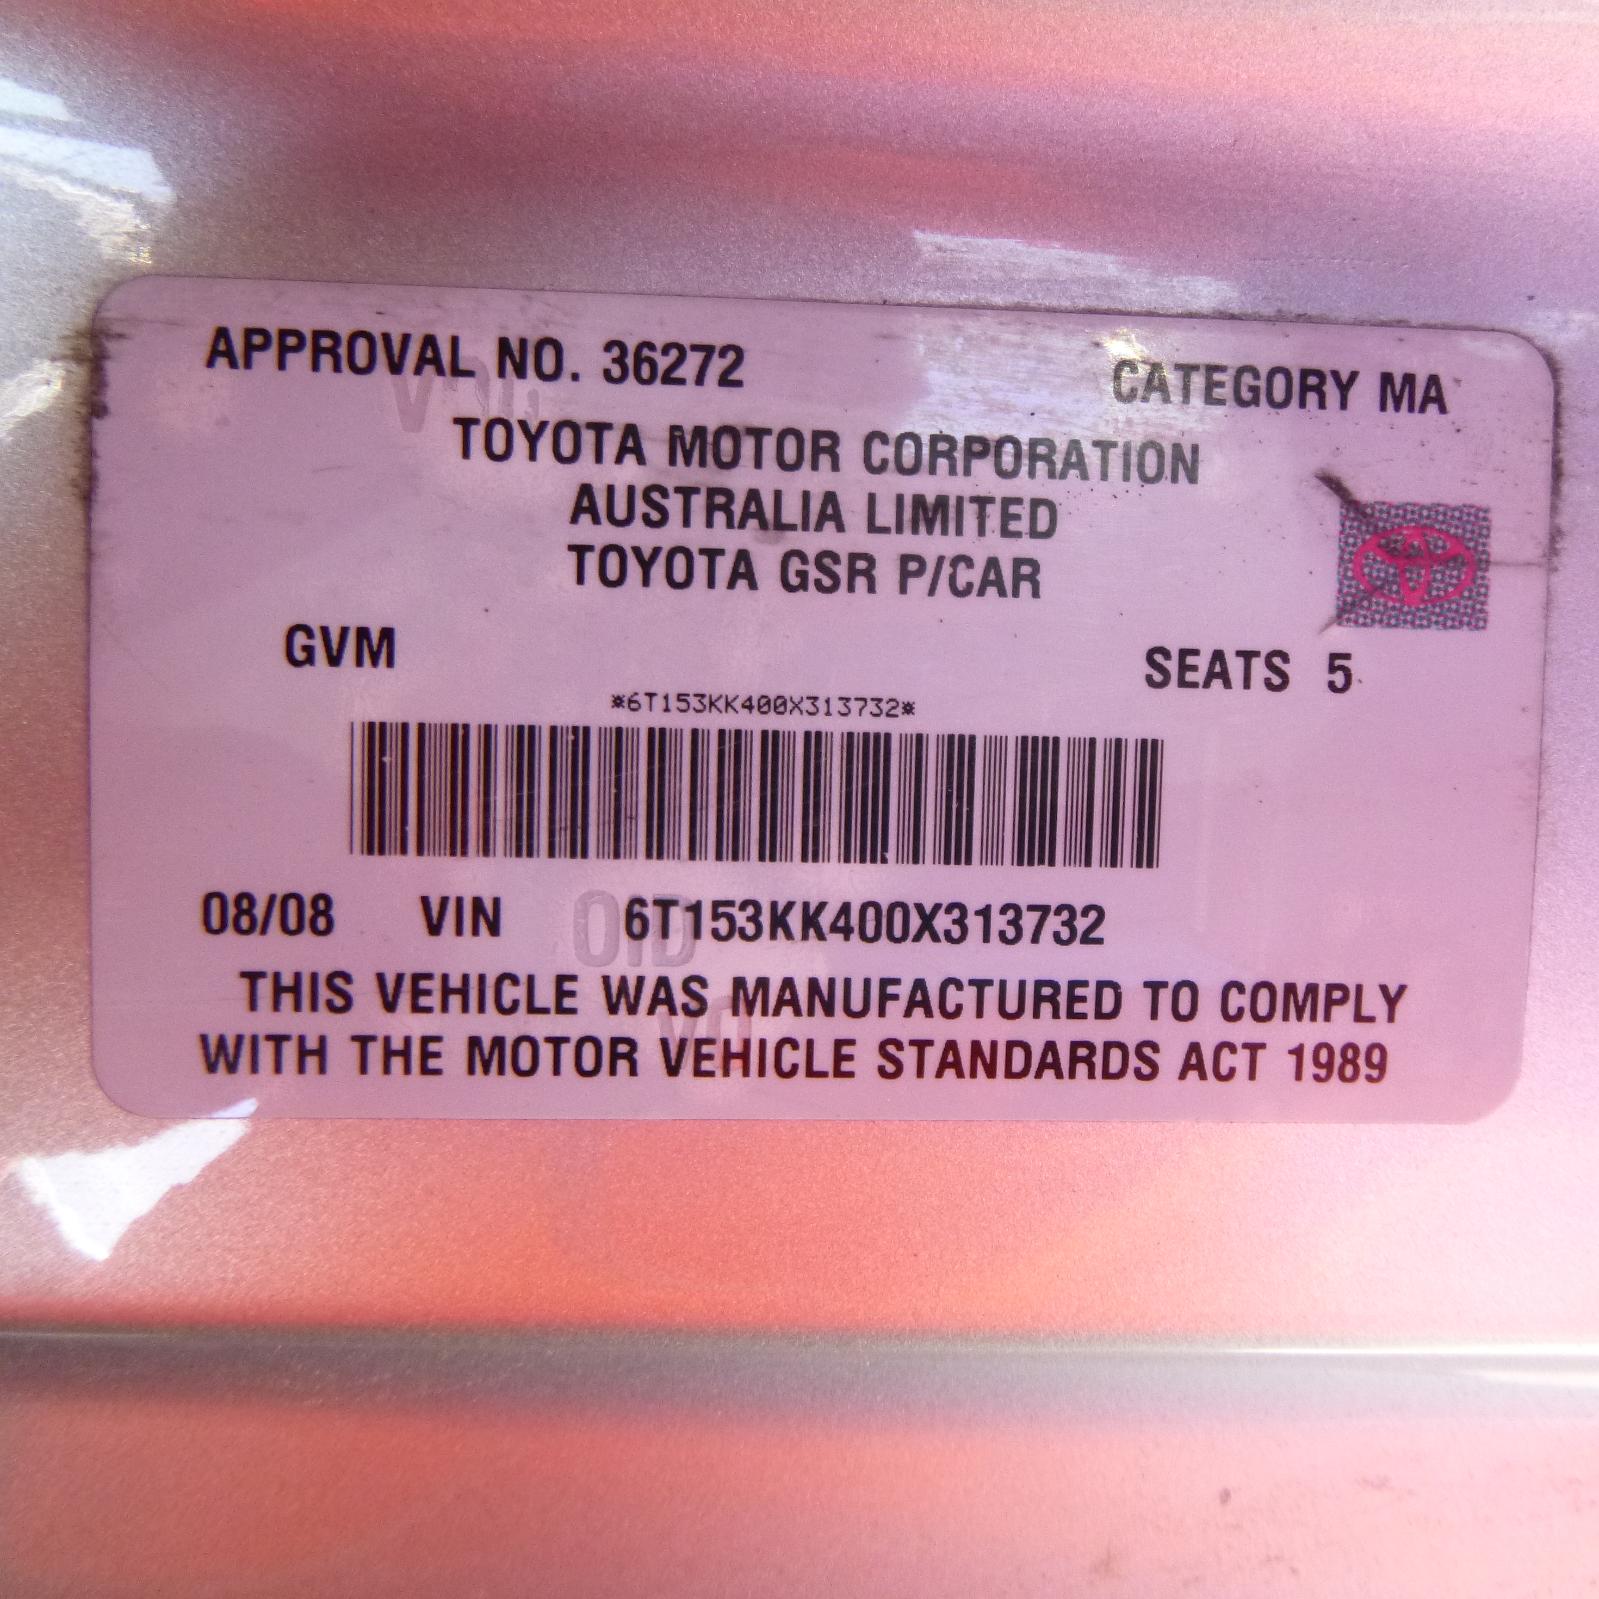 APPROVAL NO. 36272 CATEGORY MA
TOYOTA MOTOR CORPORATION
AUSTRALIA LIMITED
TOYOTA GSR P/CAR
GVM SEATS 5
*6T153KK400X313732*
08/08 VIN 6T153KK400X313732
THIS VEHICLE WAS MANUFACTURED TO COMPLY
WITH THE MOTOR VEHICLE STANDARDS ACT 1989